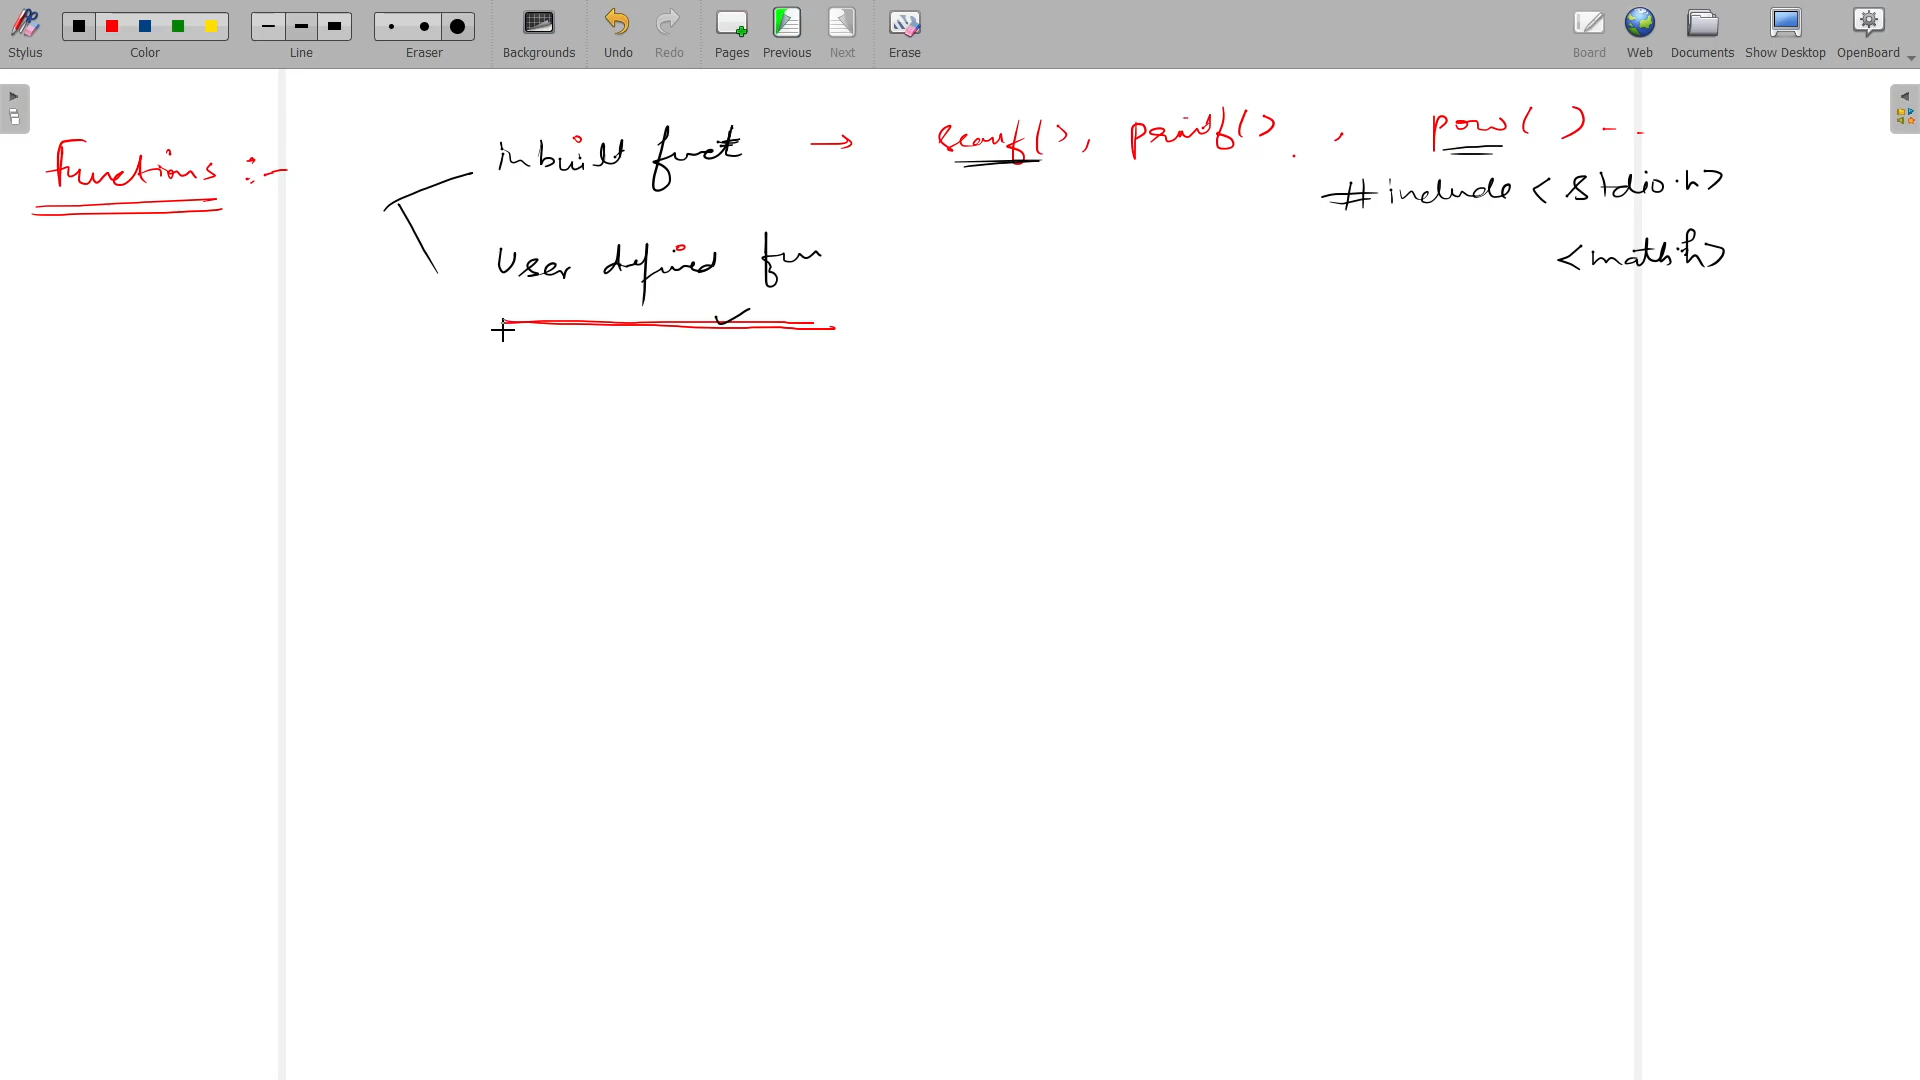 Stylus Color Line Eraser Backgrounds Undo Redo Pages Previous Next Erase Board Web Documents Show Desktop OpenBoard
Functions :-
inbuilt funct → scanf(), printf() , pow( ) - - -
#include < stdio.h>
<math.h>
User defined fun